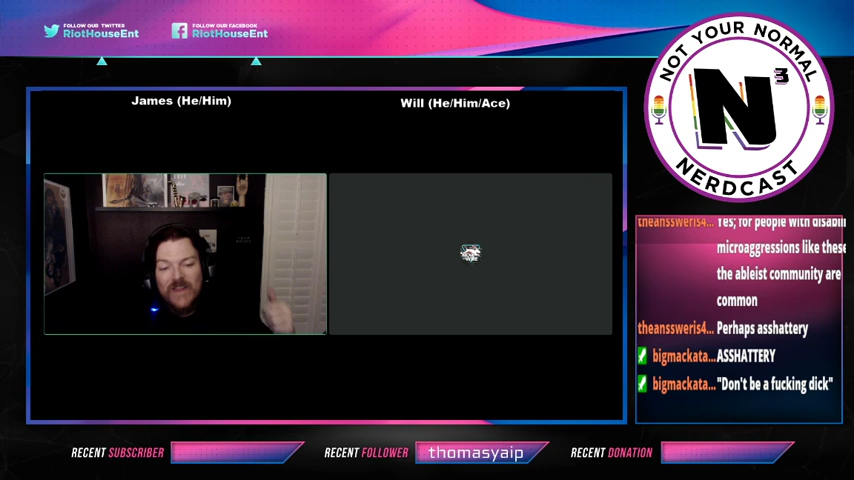 FOLLOW OUR TWITTER
RiotHouseEnt
FOLLOW OUR FACEBOOK
RiotHouseEnt
NOT YOUR NORMAL
N3
NERDCAST
James (He/Him)
Will (He/Him/Ace)
theanssweris4... Yes; for people with disabili
microaggressions like these
the ableist community are
common
theanssweris4... Perhaps asshattery
bigmackata... ASSHATTERY
bigmackata... "Don't be a fucking dick"
RECENT SUBSCRIBER
RECENT FOLLOWER thomasyaip
RECENT DONATION